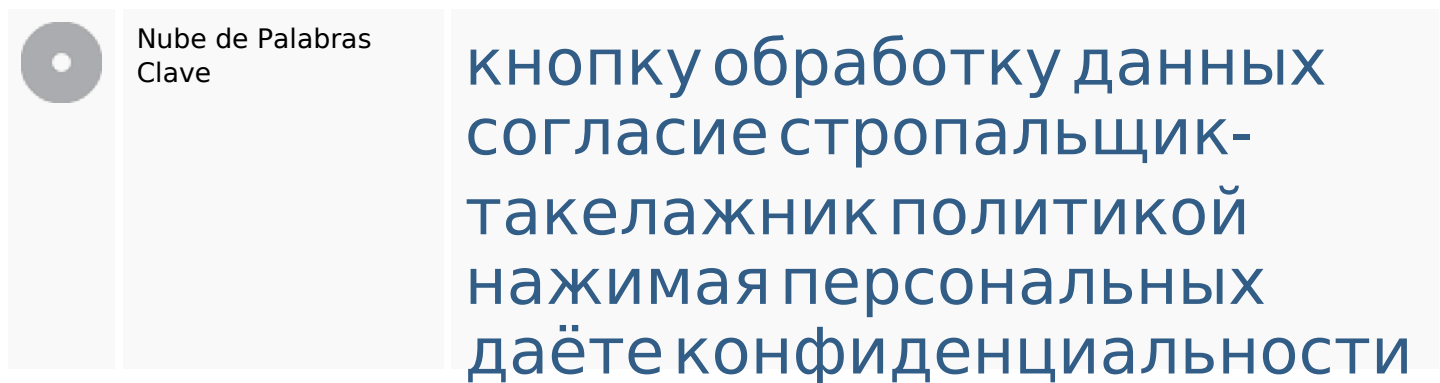 Nube de Palabras
Clave
кнопку обработку данных
согласие стропальщик-
такелажник политикой
нажимая персональных
даёте конфиденциальности